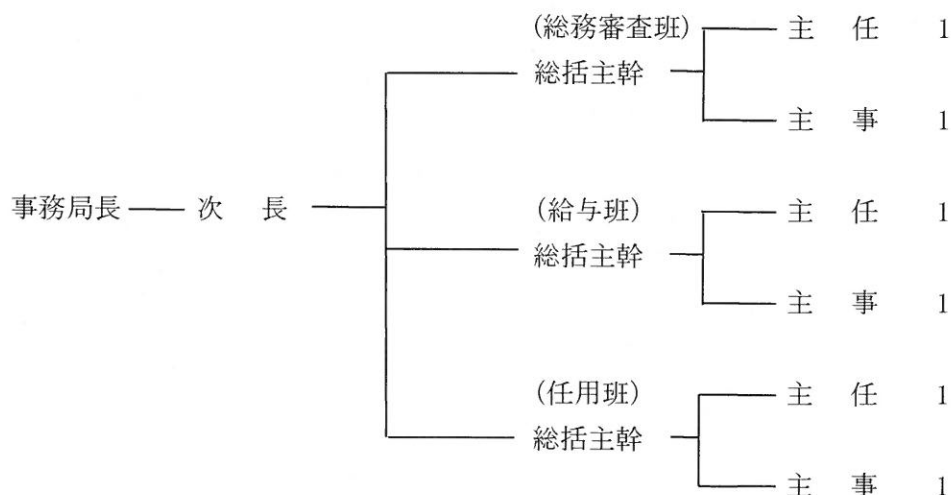 (総務審査班) 主 任 1
総括主幹
主 事 1
事務局長 次 長
(給与班) 主 任 1
総括主幹
主 事 1
(任用班) 主 任 1
総括主幹
主 事 1